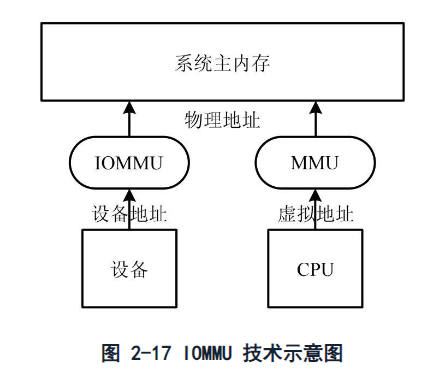 系统主内存
物理地址
IOMMU
MMU
设备地址
虚拟地址
设备
CPU
图 2-17 IOMMU 技术示意图